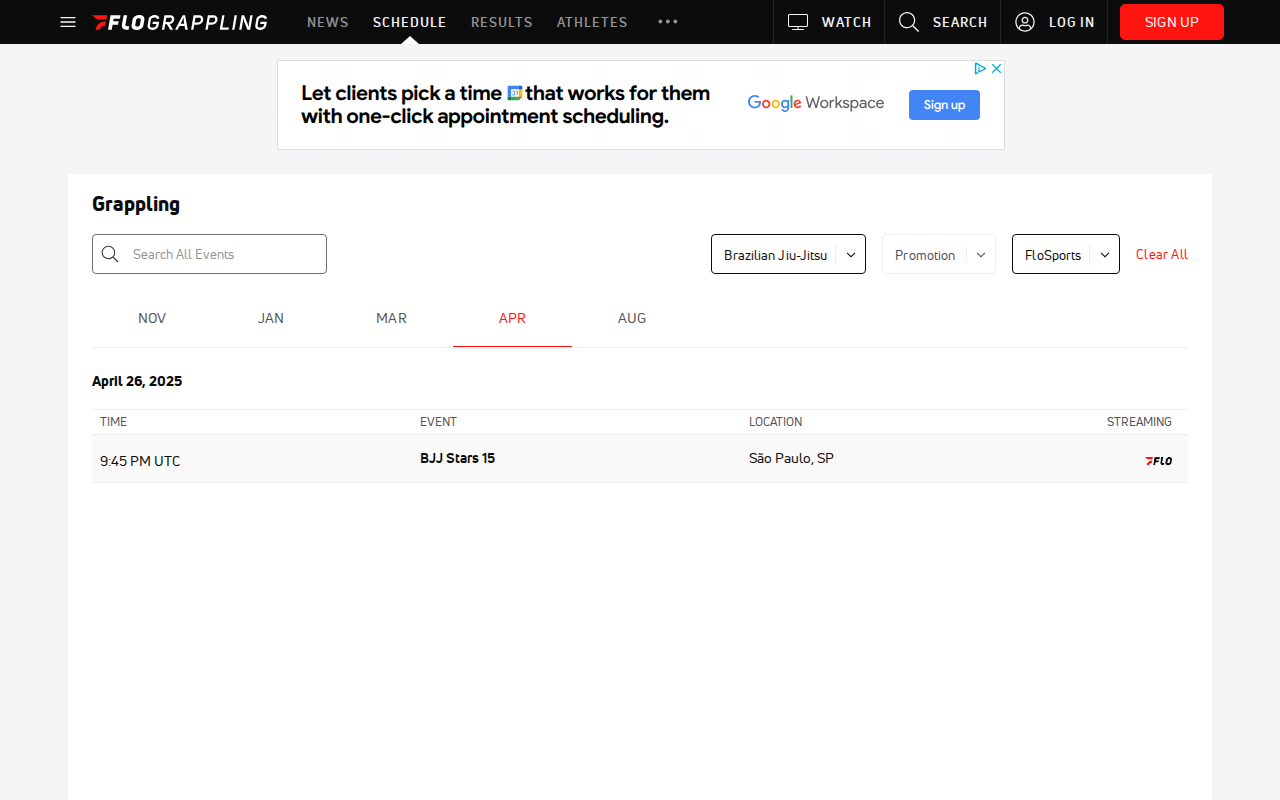 FLOGRAPPLING
NEWS
SCHEDULE
RESULTS
ATHLETES
WATCH
SEARCH
LOG IN
SIGN UP
Let clients pick a time 31 that works for them
with one-click appointment scheduling.
Google Workspace
Sign up
Grappling
Search All Events
Brazilian Jiu-Jitsu
Promotion
FloSports
Clear All
NOV
JAN
MAR
APR
AUG
April 26, 2025
TIME
EVENT
LOCATION
STREAMING
9:45 PM UTC
BJJ Stars 15
São Paulo, SP
FLO